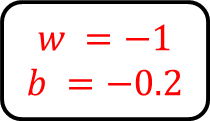 w = −1
b = −0.2